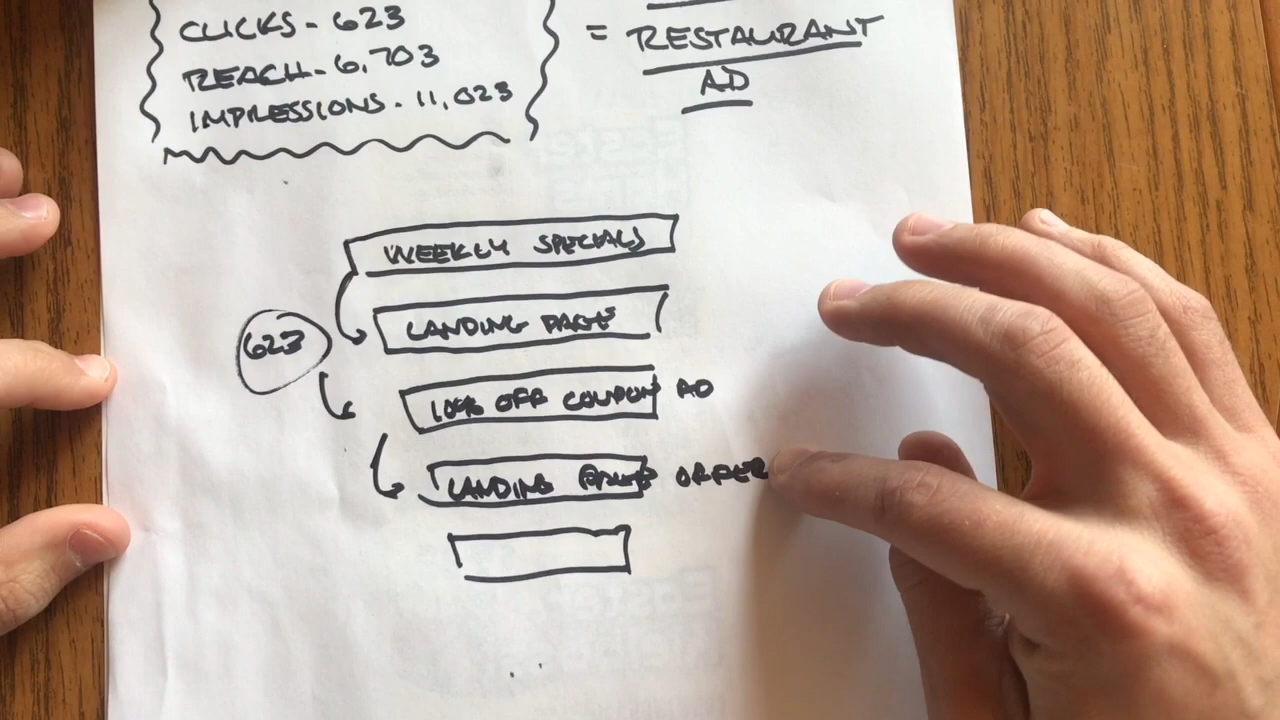 CLICKS - 623
REACH - 6,703
IMPRESSIONS - 11,023
= RESTAURANT
AD
WEEKLY SPECIALS
LANDING PAGE
623
10% OFF COUPON AD
LANDING PAGE OFFER